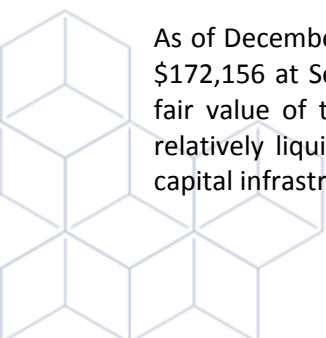 As of Decembe
$172,156 at Se
fair value of t
relatively liqui
capital infrastr